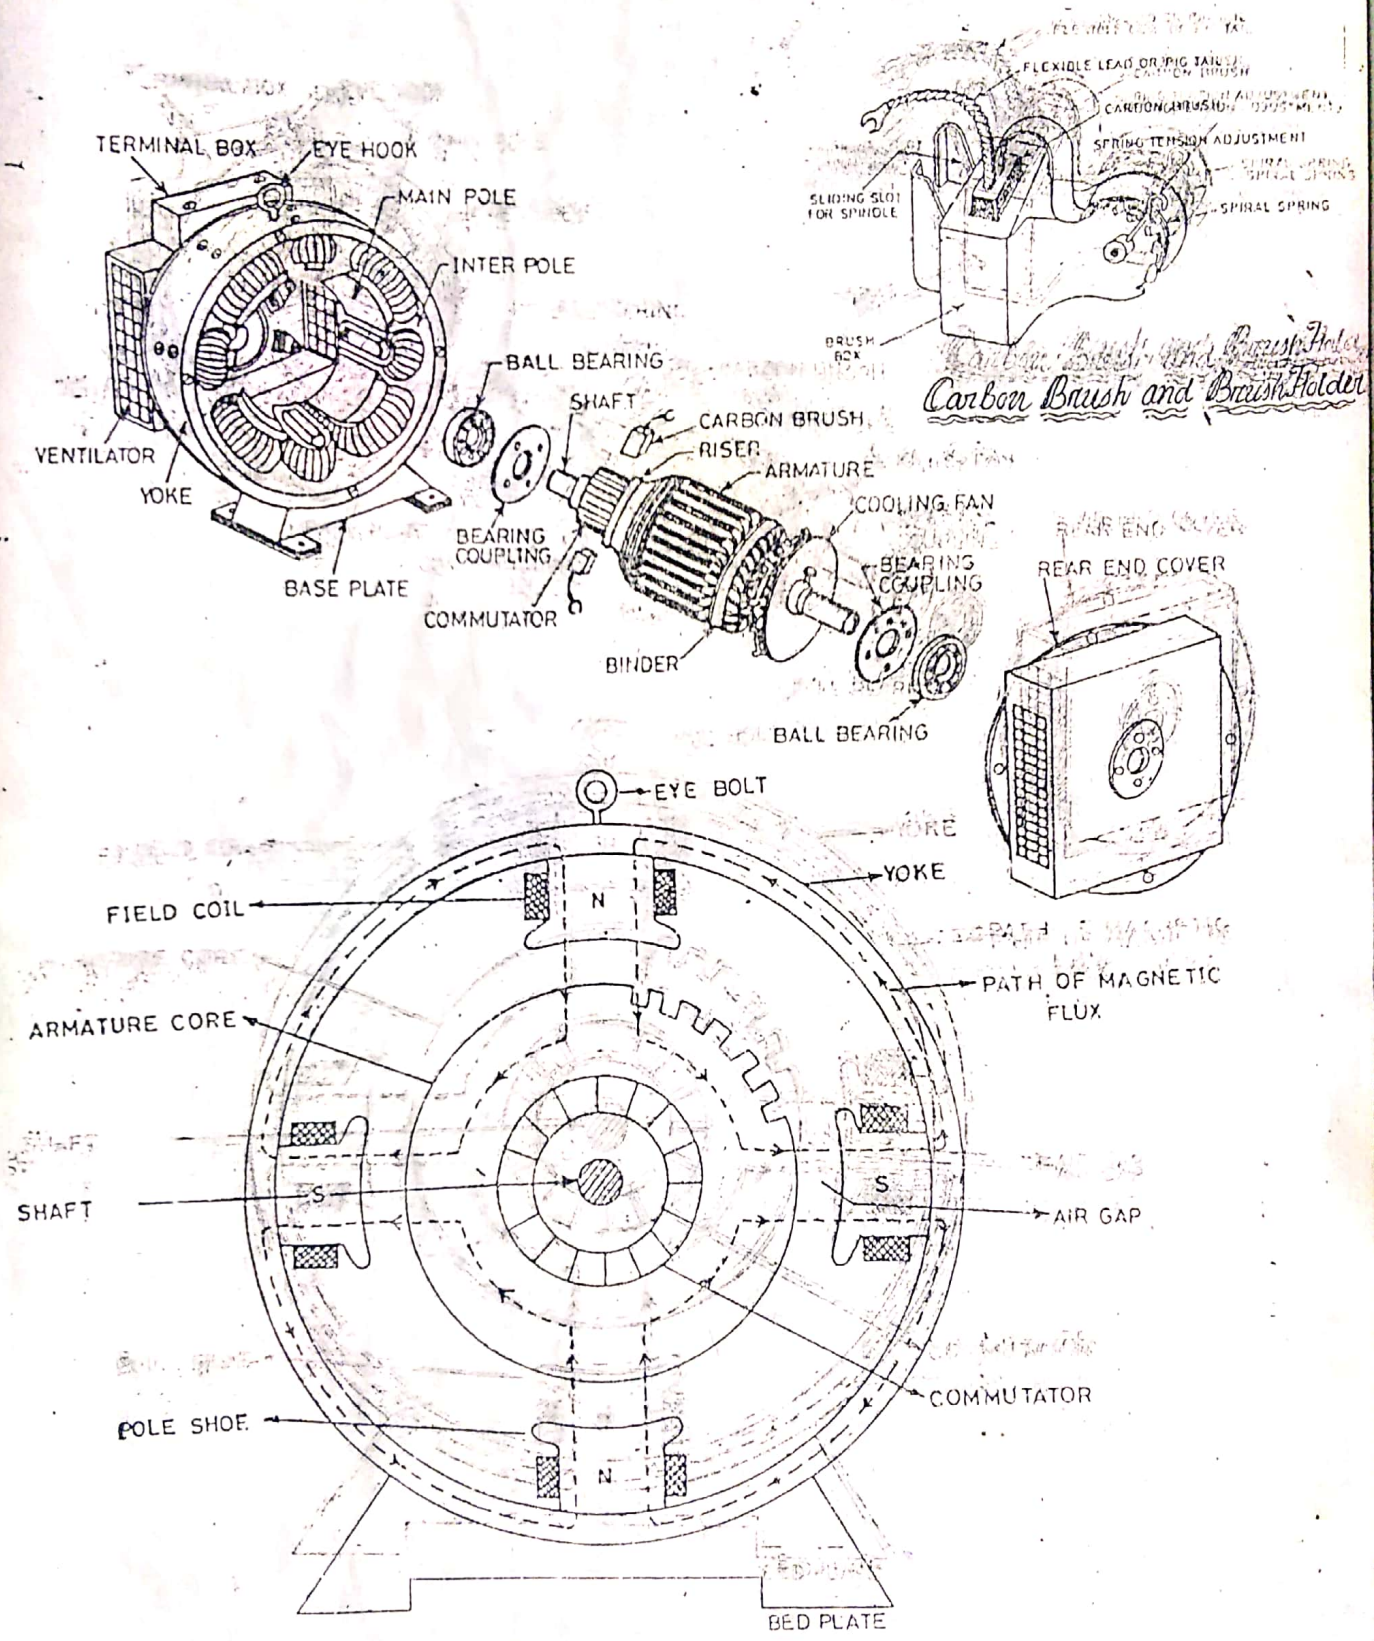 FLEXIBLE LEAD OR PIG TAIL
CARBON BRUSH
SPRING TENSION ADJUSTMENT
SLIDING SLOT
FOR SPINDLE
SPIRAL SPRING
BRUSH
BOX
Carbon Brush and Brush Holder
TERMINAL BOX
EYE HOOK
MAIN POLE
INTER POLE
BALL BEARING
SHAFT
CARBON BRUSH
RISER
ARMATURE
COOLING FAN
VENTILATOR
YOKE
BEARING
COUPLING
BASE PLATE
COMMUTATOR
BINDER
BEARING
COUPLING
REAR END COVER
BALL BEARING
EYE BOLT
YOKE
FIELD COIL
N
PATH OF MAGNETIC
FLUX
ARMATURE CORE
S
S
SHAFT
AIR GAP
COMMUTATOR
POLE SHOE
N
BED PLATE